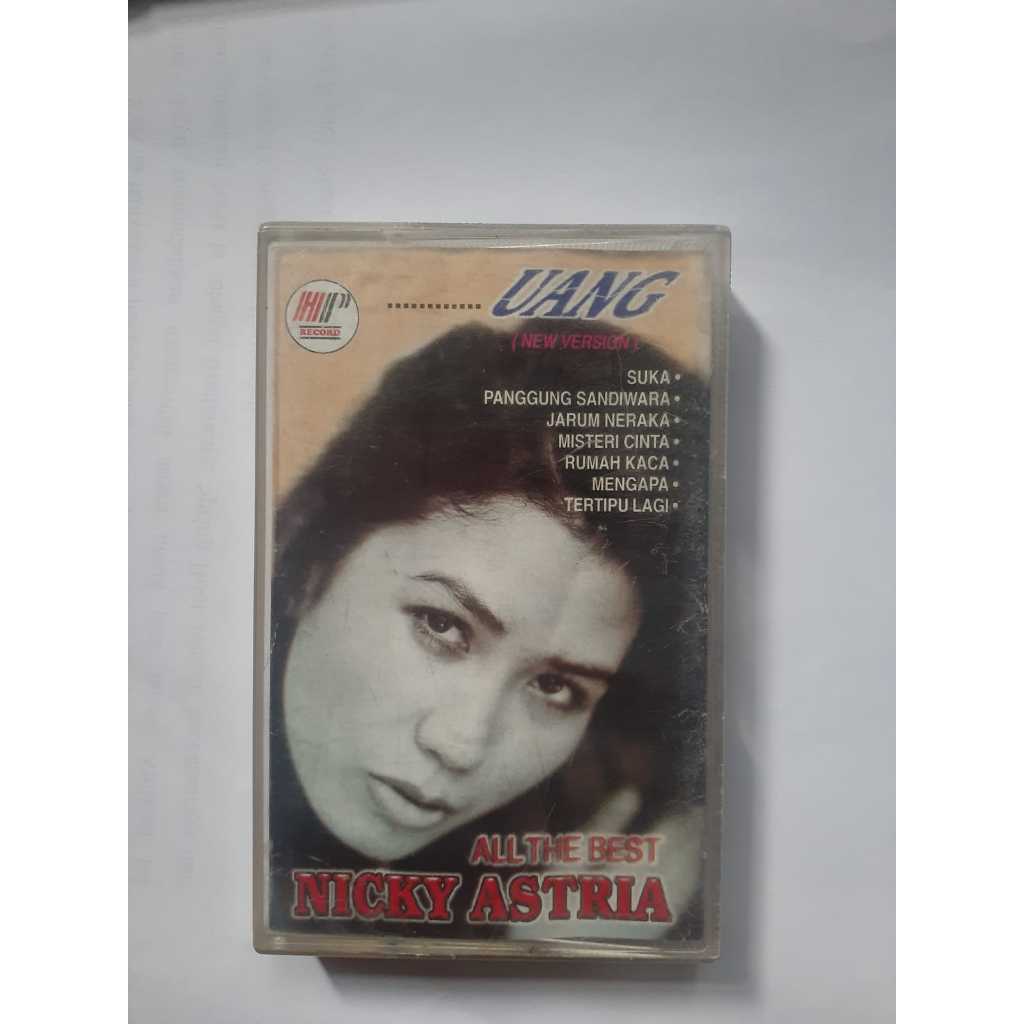 RECORD
............ UANG
( NEW VERSION )
SUKA •
PANGGUNG SANDIWARA •
JARUM NERAKA •
MISTERI CINTA •
RUMAH KACA •
MENGAPA •
TERTIPU LAGI •
ALL THE BEST
NICKY ASTRIA